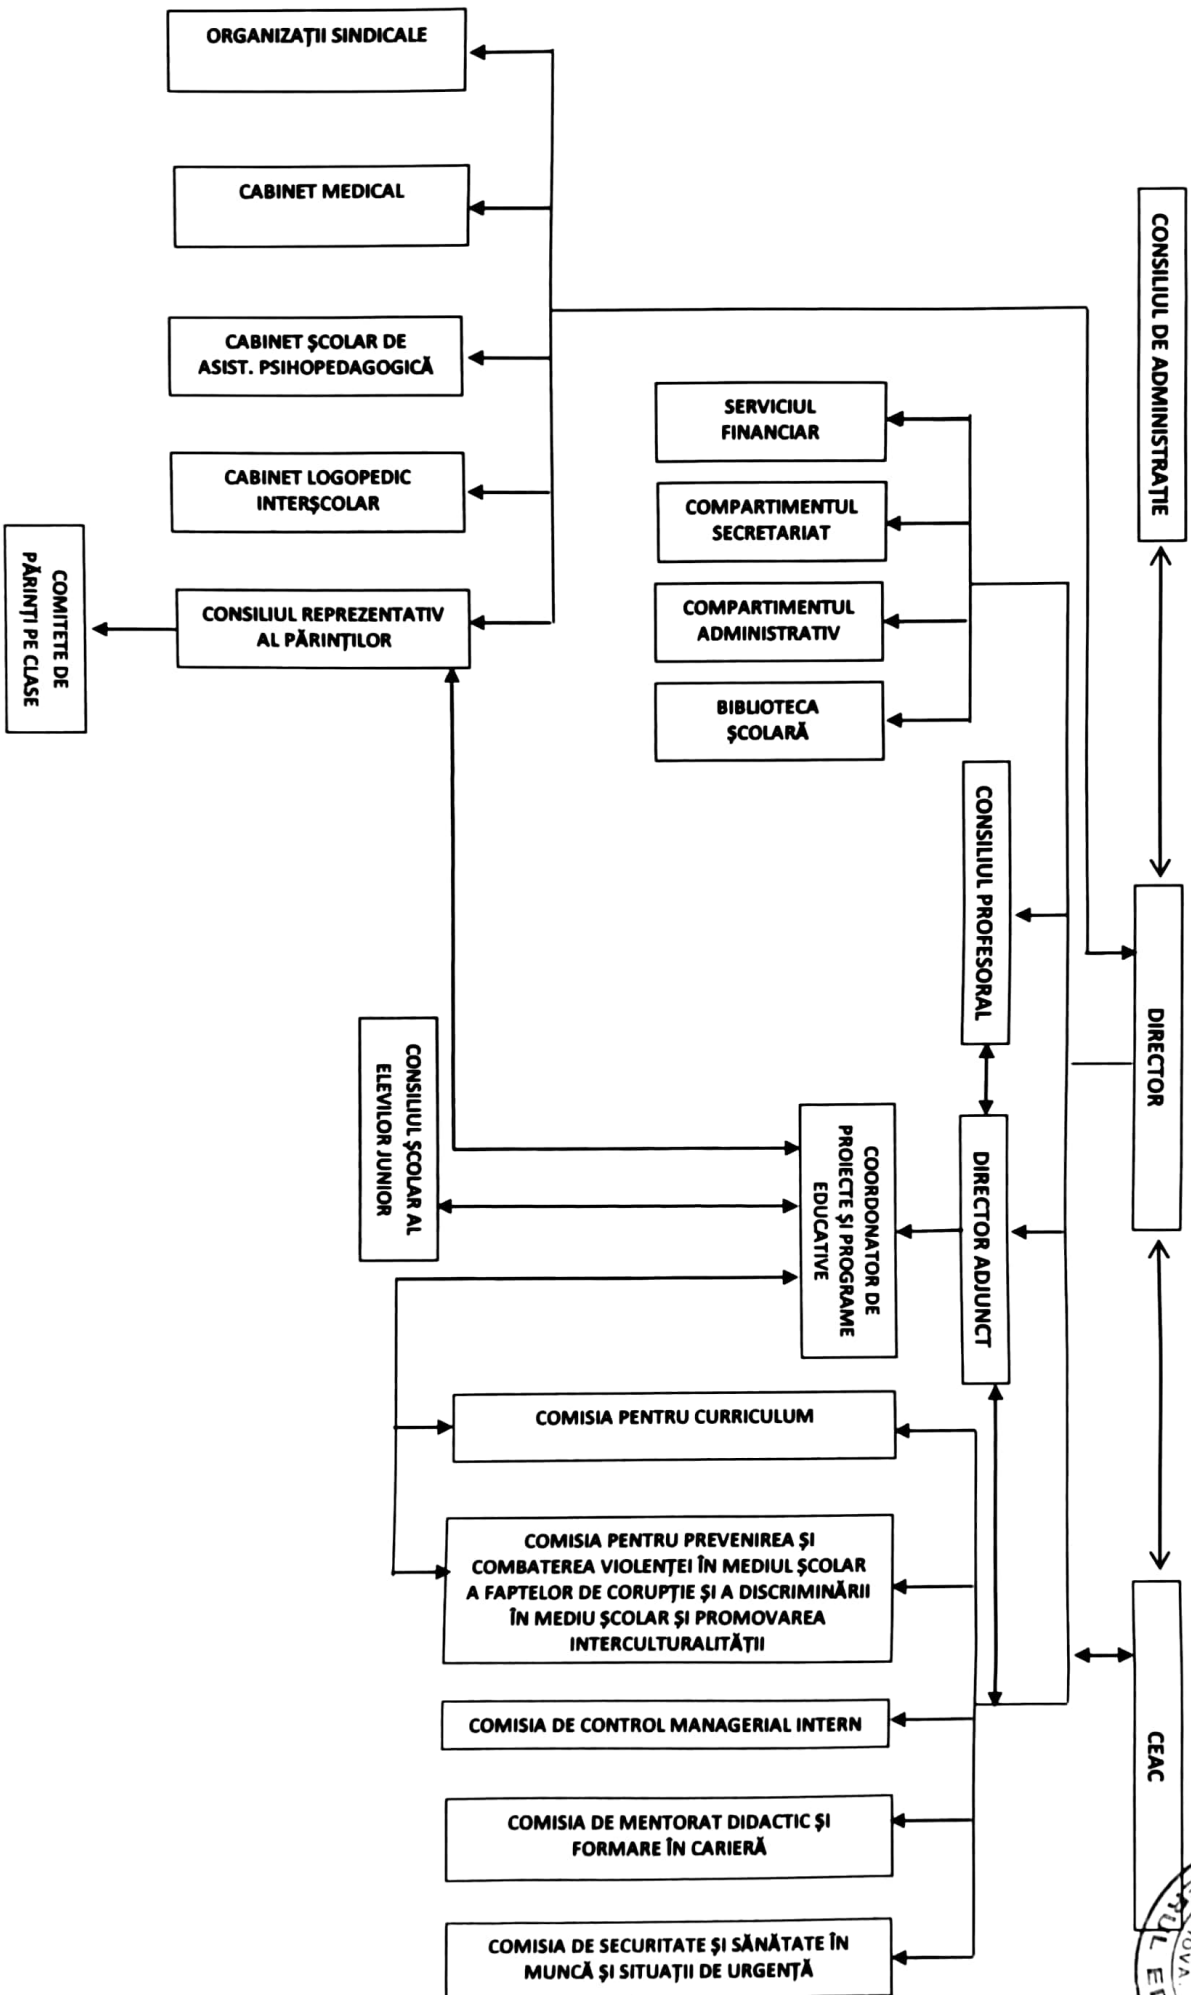 CONSILIUL DE ADMINISTRAȚIE
DIRECTOR
CEAC
ORGANIZAȚII SINDICALE
CABINET MEDICAL
CABINET ȘCOLAR DE
ASIST. PSIHOPEDAGOGICĂ
CABINET LOGOPEDIC
INTERȘCOLAR
CONSILIUL REPREZENTATIV
AL PĂRINȚILOR
COMITETE DE
PĂRINȚI PE CLASE
SERVICIUL
FINANCIAR
COMPARTIMENTUL
SECRETARIAT
COMPARTIMENTUL
ADMINISTRATIV
BIBLIOTECA
ȘCOLARĂ
CONSILIUL PROFESORAL
DIRECTOR ADJUNCT
COORDONATOR DE
PROIECTE ȘI PROGRAME
EDUCATIVE
CONSILIUL ȘCOLAR AL
ELEVILOR JUNIOR
COMISIA PENTRU CURRICULUM
COMISIA PENTRU PREVENIREA ȘI
COMBATEREA VIOLENȚEI ÎN MEDIUL ȘCOLAR
A FAPTELOR DE CORUPȚIE ȘI A DISCRIMINĂRII
ÎN MEDIU ȘCOLAR ȘI PROMOVAREA
INTERCULTURALITĂȚII
COMISIA DE CONTROL MANAGERIAL INTERN
COMISIA DE MENTORAT DIDACTIC ȘI
FORMARE ÎN CARIERĂ
COMISIA DE SECURITATE ȘI SĂNĂTATE ÎN
MUNCĂ ȘI SITUAȚII DE URGENȚĂ